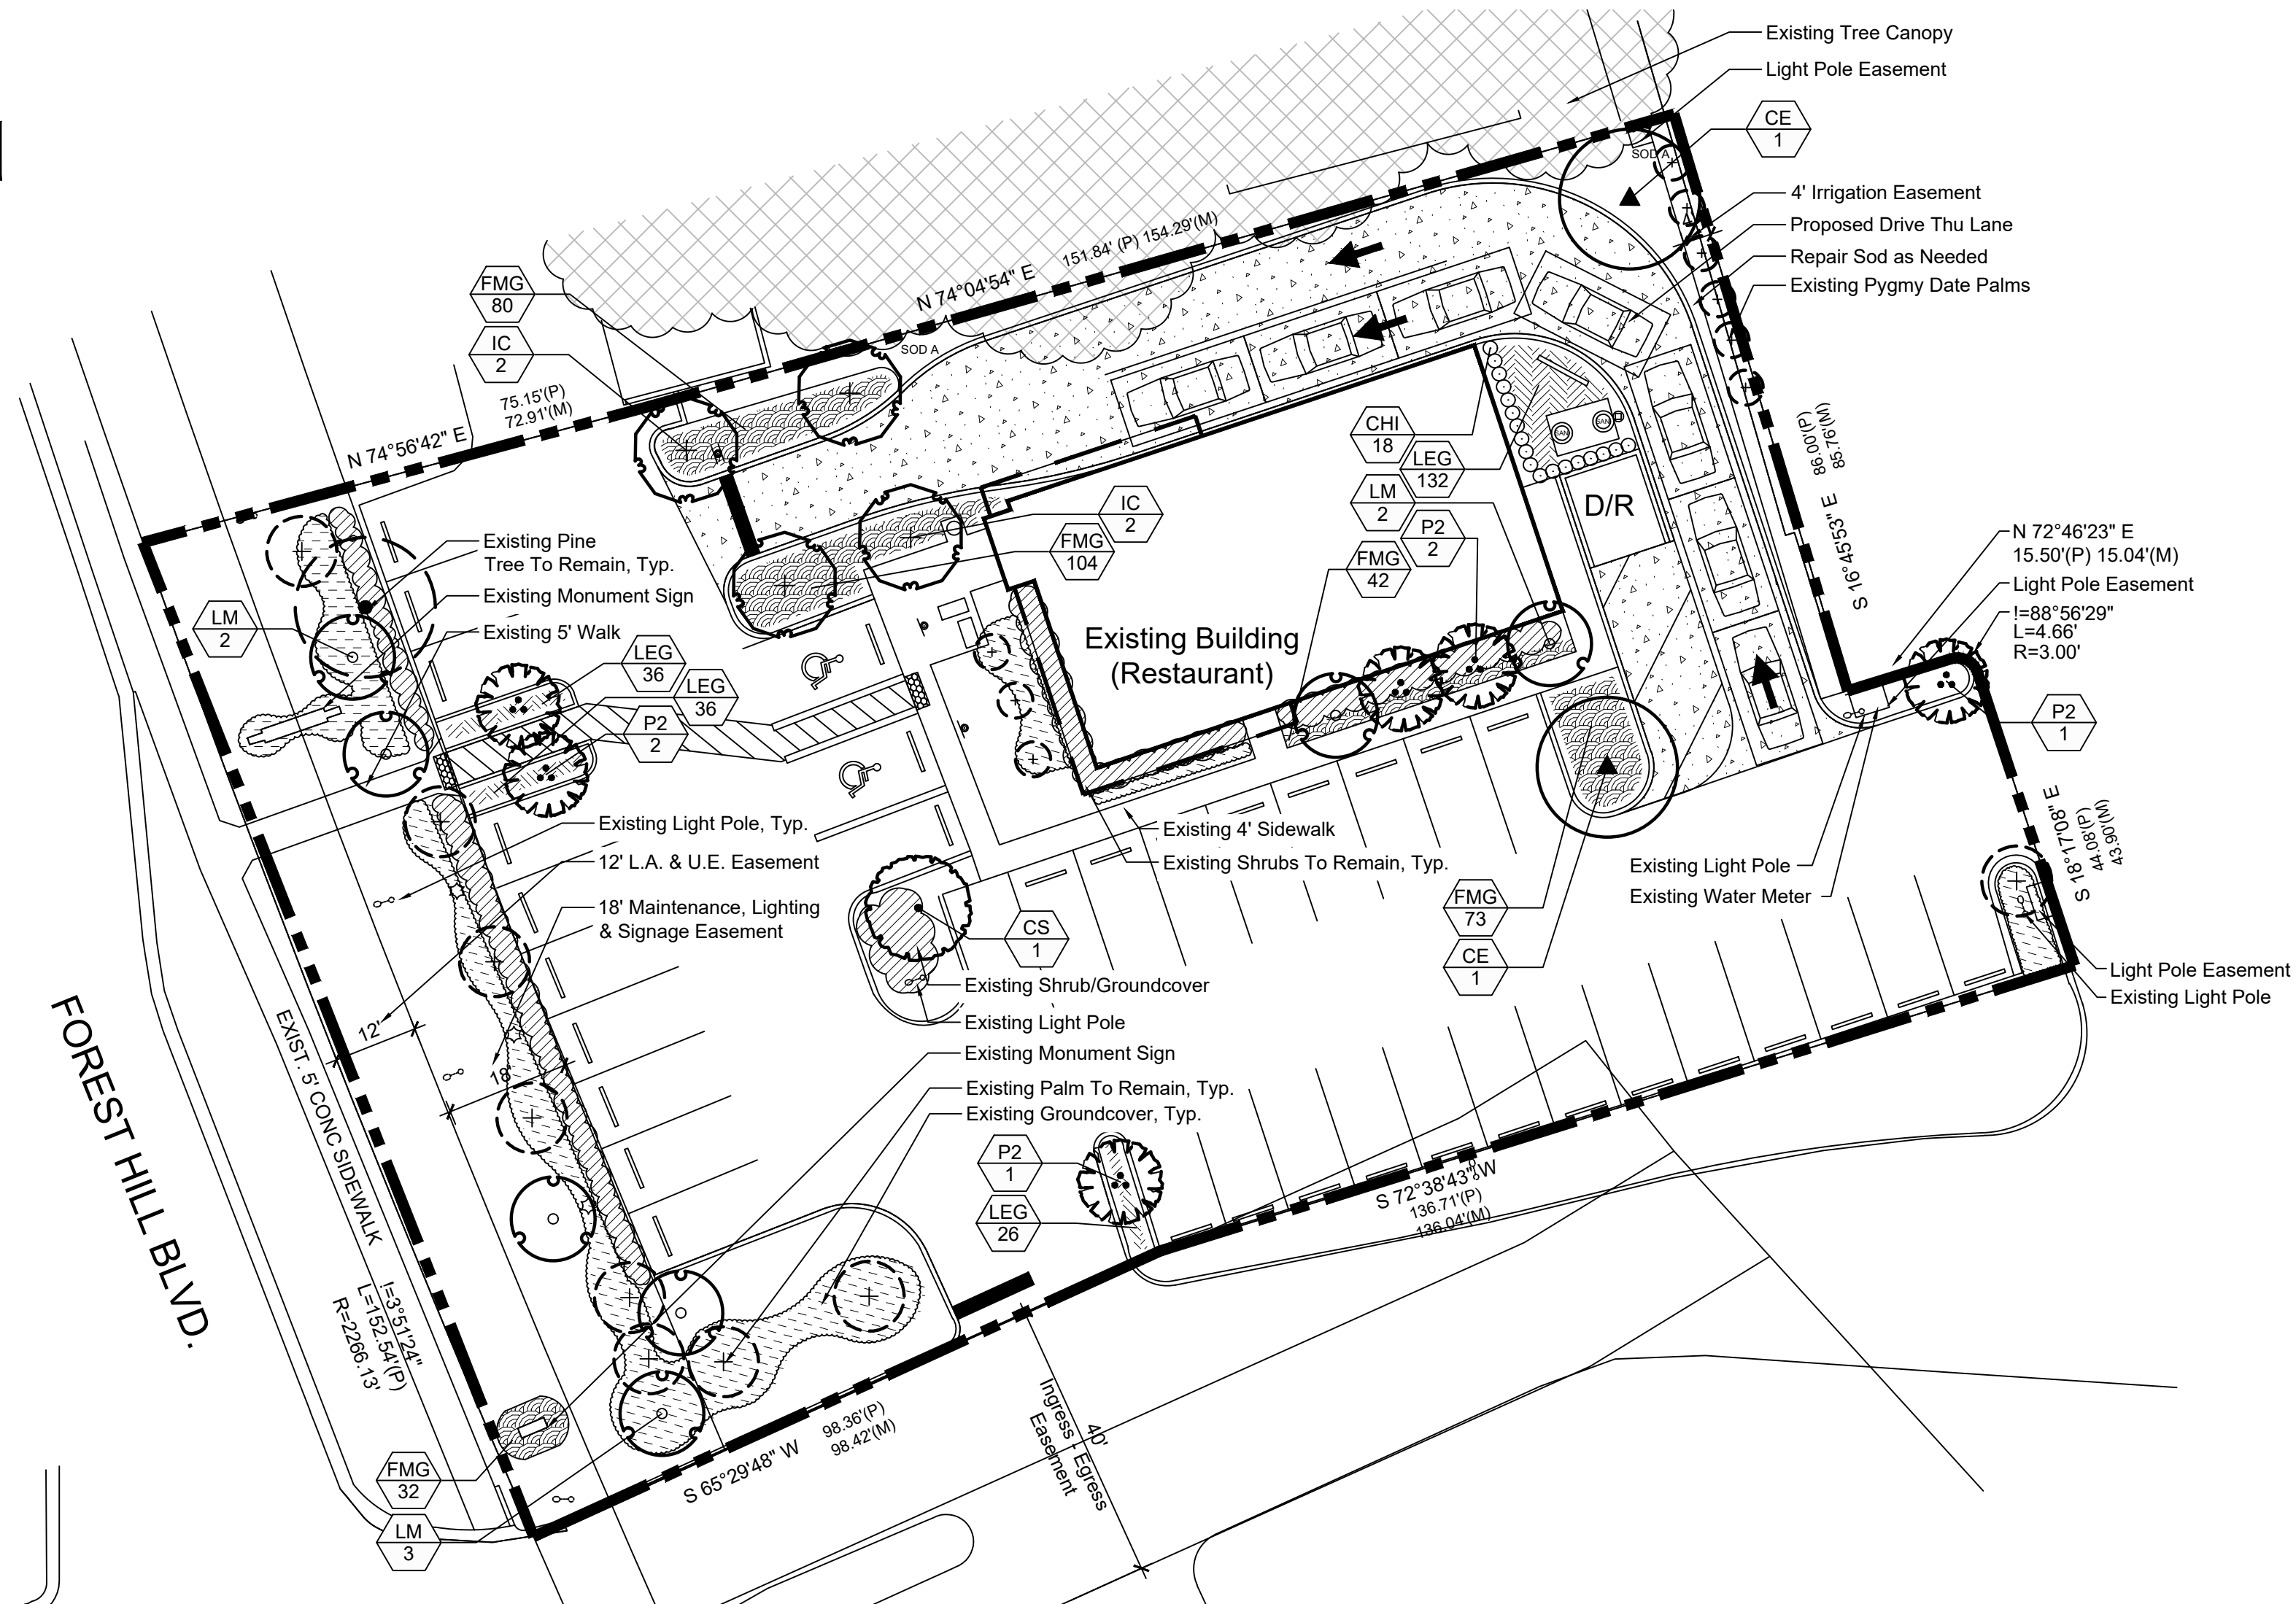 Existing Tree Canopy
Light Pole Easement
CE
1
SOD A
4' Irrigation Easement
Proposed Drive Thu Lane
Repair Sod as Needed
Existing Pygmy Date Palms
N 74°04'54" E
151.84' (P) 154.29'(M)
FMG
80
IC
2
SOD A
75.15'(P)
72.91'(M)
N 74°56'42" E
CHI
18
LEG
132
LM
2
P2
2
FMG
42
SAN
SAN
D/R
86.00'(P)
85.76'(M)
S 16°45'53" E
IC
2
FMG
104
N 72°46'23" E
15.50'(P) 15.04'(M)
Light Pole Easement
!=88°56'29"
L=4.66'
R=3.00'
Existing Pine
Tree To Remain, Typ.
Existing Monument Sign
Existing 5' Walk
LM
2
LEG
36
LEG
36
P2
2
Existing Building
(Restaurant)
P2
1
Existing Light Pole, Typ.
12' L.A. & U.E. Easement
18' Maintenance, Lighting
& Signage Easement
Existing 4' Sidewalk
Existing Shrubs To Remain, Typ.
Existing Light Pole
Existing Water Meter
S 18°17'08" E
44.08'(P)
43.90'(M)
FMG
73
CE
1
CS
1
Existing Shrub/Groundcover
Existing Light Pole
Existing Monument Sign
Existing Palm To Remain, Typ.
Existing Groundcover, Typ.
Light Pole Easement
Existing Light Pole
12'
18'
FOREST HILL BLVD.
EXIST. 5' CONC SIDEWALK
P2
1
LEG
26
S 72°38'43" W
136.71'(P)
136.04'(M)
!=3°51'24"
L=152.54'(P)
R=2266.13'
98.36'(P)
98.42'(M)
S 65°29'48" W
40'
Ingress - Egress
Easement
FMG
32
LM
3